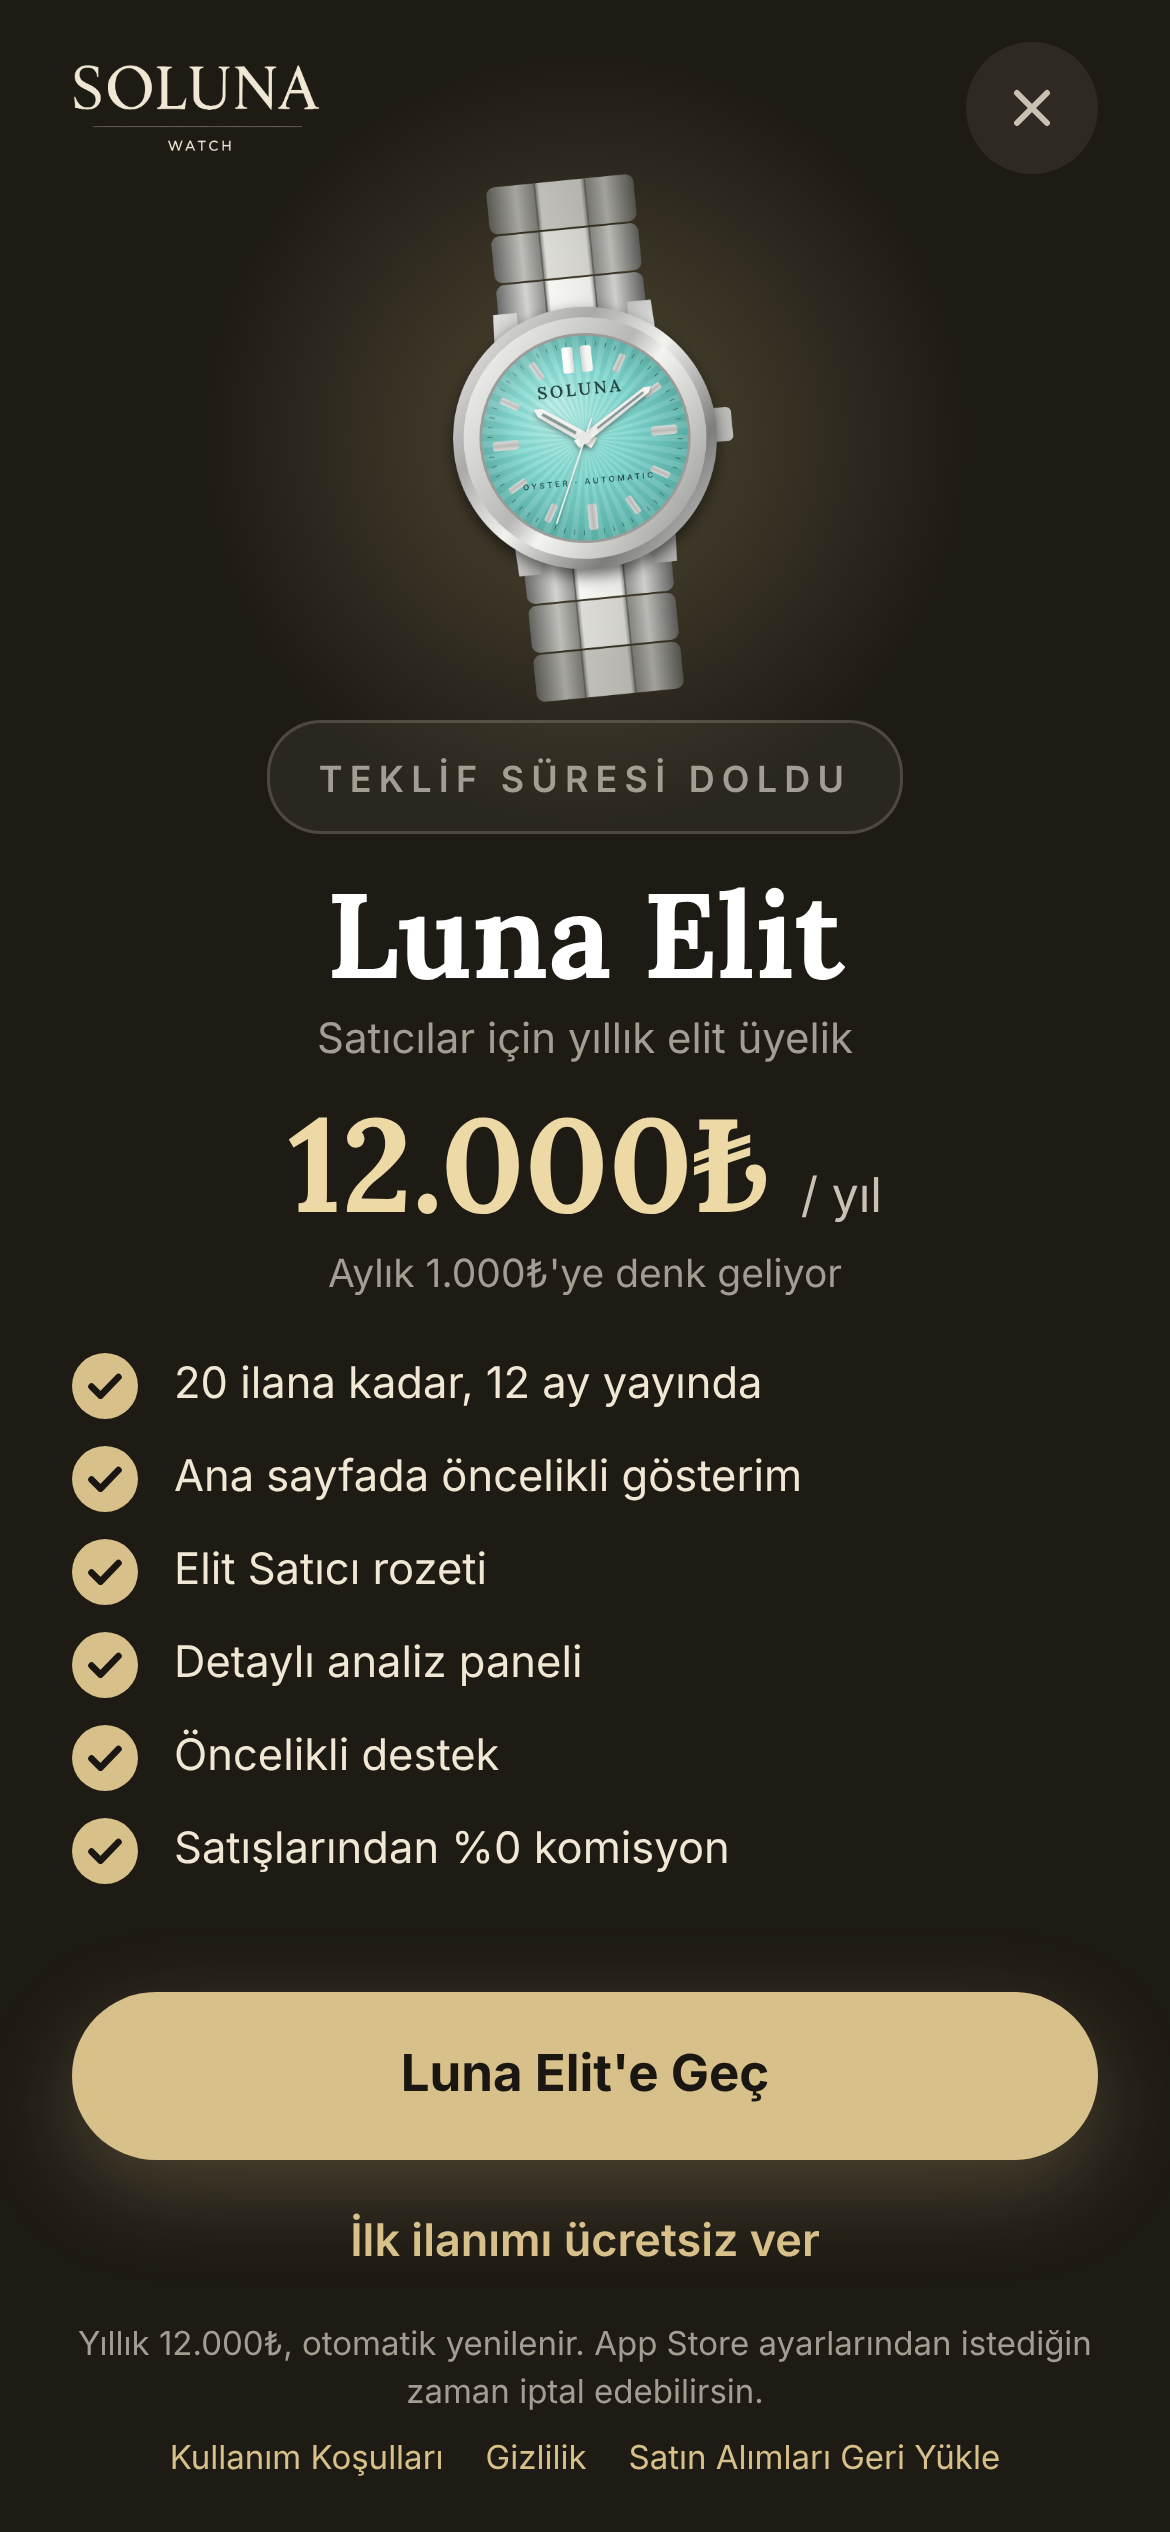 SOLUNA
WATCH
SOLUNA
OYSTER · AUTOMATIC
TEKLİF SÜRESİ DOLDU
Luna Elit
Satıcılar için yıllık elit üyelik
12.000₺ / yıl
Aylık 1.000₺'ye denk geliyor
20 ilana kadar, 12 ay yayında
Ana sayfada öncelikli gösterim
Elit Satıcı rozeti
Detaylı analiz paneli
Öncelikli destek
Satışlarından %0 komisyon
Luna Elit'e Geç
İlk ilanımı ücretsiz ver
Yıllık 12.000₺, otomatik yenilenir. App Store ayarlarından istediğin
zaman iptal edebilirsin.
Kullanım Koşulları Gizlilik Satın Alımları Geri Yükle